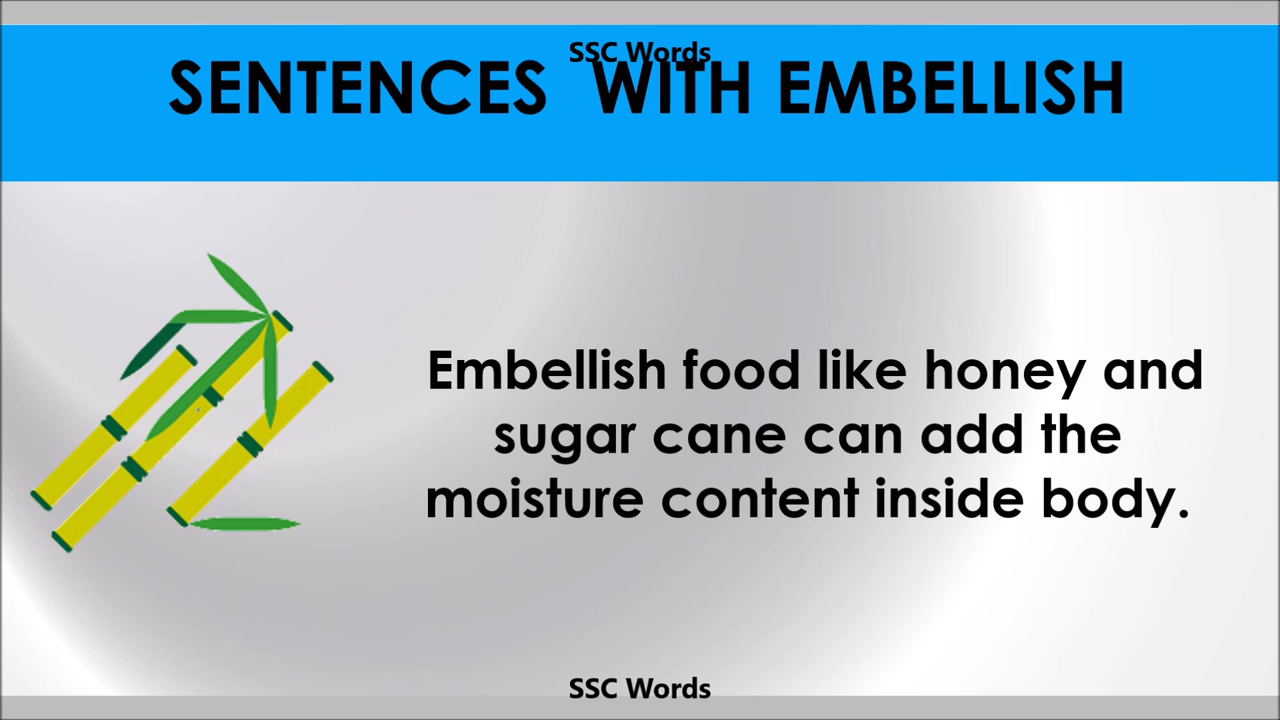 SSC Words
SENTENCES WITH EMBELLISH
Embellish food like honey and
sugar cane can add the
moisture content inside body.
SSC Words